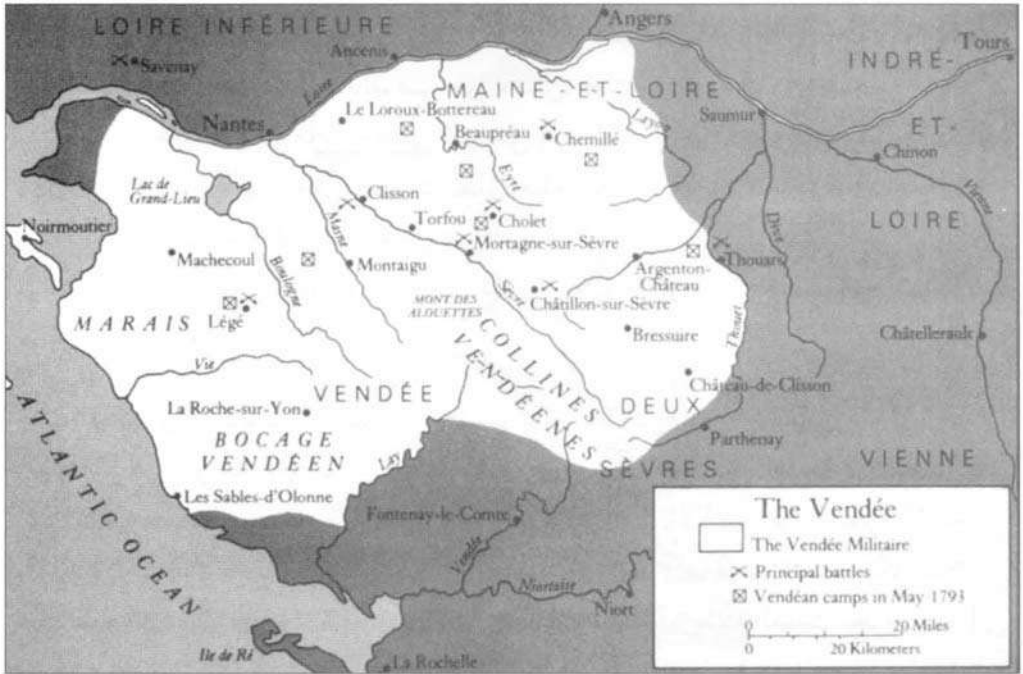 LOIRE INFÉRIEURE
Angers
Tours
Savenay
Ancenis
INDRÉ-
Loire
MAINE-ET-LOIRE
Nantes
Le Loroux-Bottereau
Beaupréau
Chemillé
Layon
Saumur
ET-
Chinon
Vienne
Lac de
Grand-Lieu
Clisson
Evre
Torfou
Cholet
LOIRE
Noirmoutier
Maine
Mortagne-sur-Sèvre
Dive
Machecoul
Boulogne
Montaigu
Argenton-
Château
Thouars
MONT DES
ALOUETTES
Sèvre
Châtillon-sur-Sèvre
MARAIS
Légé
COLLINES
VENDÉENES
Bressuire
Thouet
Châtellerault
Vie
VENDÉE
Château-de-Clisson
La Roche-sur-Yon
DEUX
BOCAGE
VENDÉEN
Parthenay
Lay
SÈVRES
VIENNE
ATLANTIC OCEAN
Les Sables-d'Olonne
Fontenay-le-Comte
Vendée
Niortaise
Niort
Ile de Ré
La Rochelle
The Vendée
The Vendée Militaire
Principal battles
Vendéan camps in May 1793
0 20 Miles
0 20 Kilometers